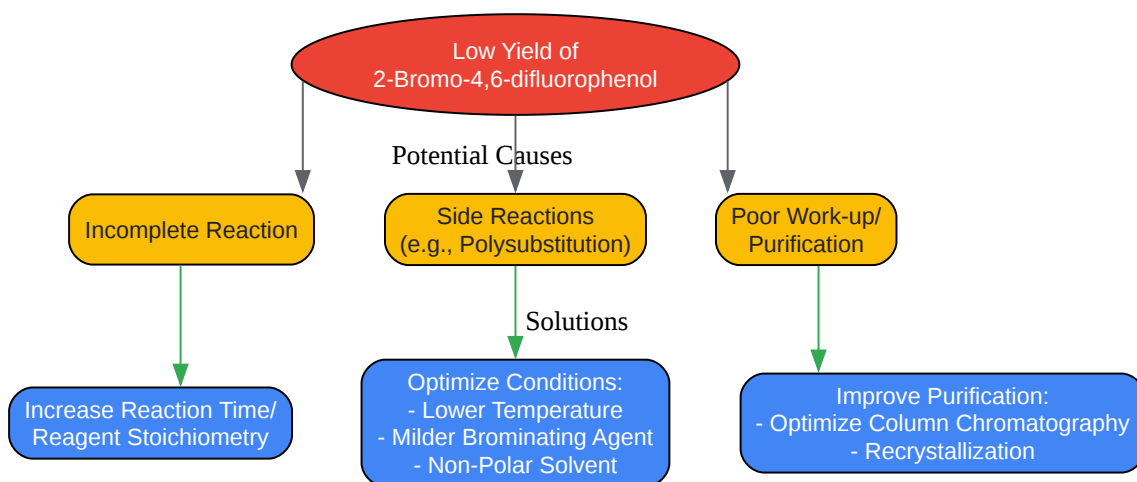 Low Yield of
2-Bromo-4,6-difluorophenol
Potential Causes
Incomplete Reaction
Side Reactions
(e.g., Polysubstitution)
Poor Work-up/
Purification
Solutions
Increase Reaction Time/
Reagent Stoichiometry
Optimize Conditions:
- Lower Temperature
- Milder Brominating Agent
- Non-Polar Solvent
Improve Purification:
- Optimize Column Chromatography
- Recrystallization